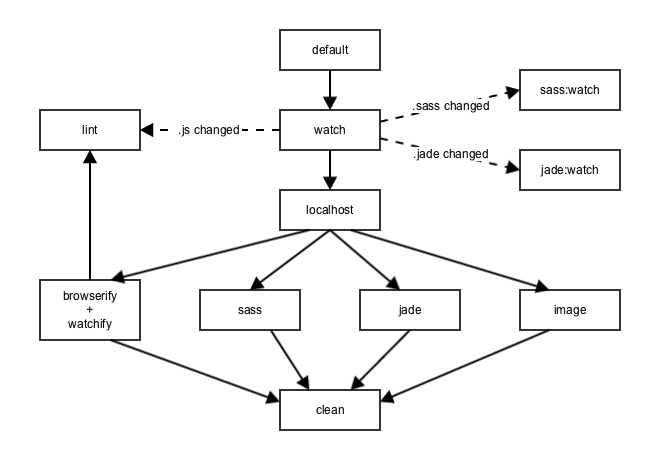 default
.sass changed
sass:watch
lint
.js changed
watch
.jade changed
jade:watch
localhost
browserify
+
watchify
sass
jade
image
clean